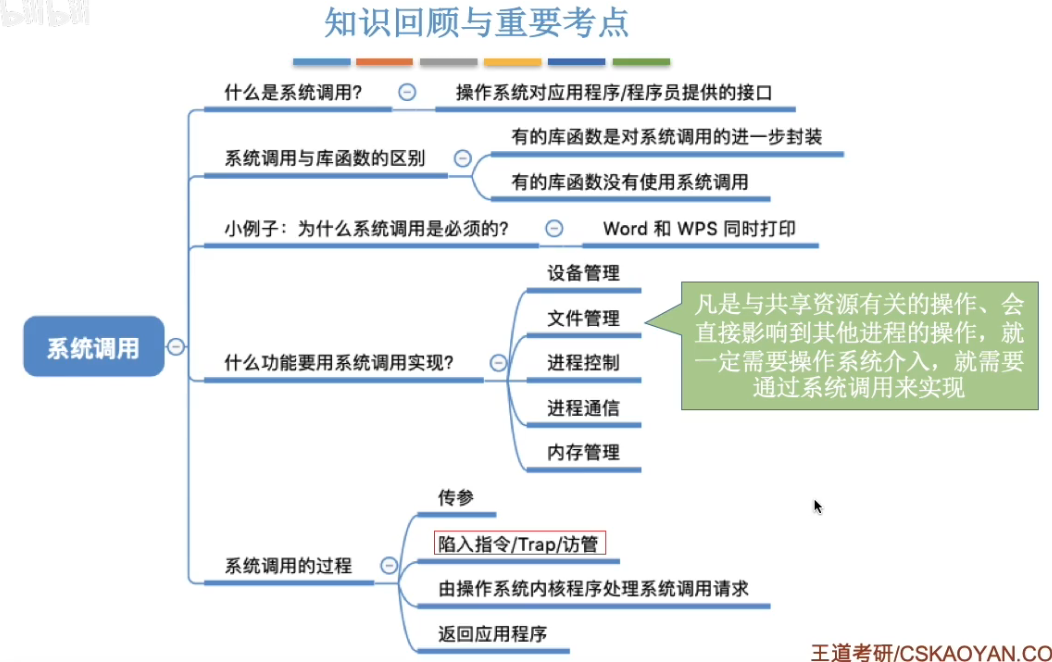 bilibili
知识回顾与重要考点
什么是系统调用?
操作系统对应用程序/程序员提供的接口
系统调用与库函数的区别
有的库函数是对系统调用的进一步封装
有的库函数没有使用系统调用
小例子：为什么系统调用是必须的?
Word 和 WPS 同时打印
系统调用
什么功能要用系统调用实现?
设备管理
文件管理
进程控制
进程通信
内存管理
凡是与共享资源有关的操作、会
直接影响到其他进程的操作，就
一定需要操作系统介入，就需要
通过系统调用来实现
系统调用的过程
传参
陷入指令/Trap/访管
由操作系统内核程序处理系统调用请求
返回应用程序
王道考研/CSKAOYAN.CO